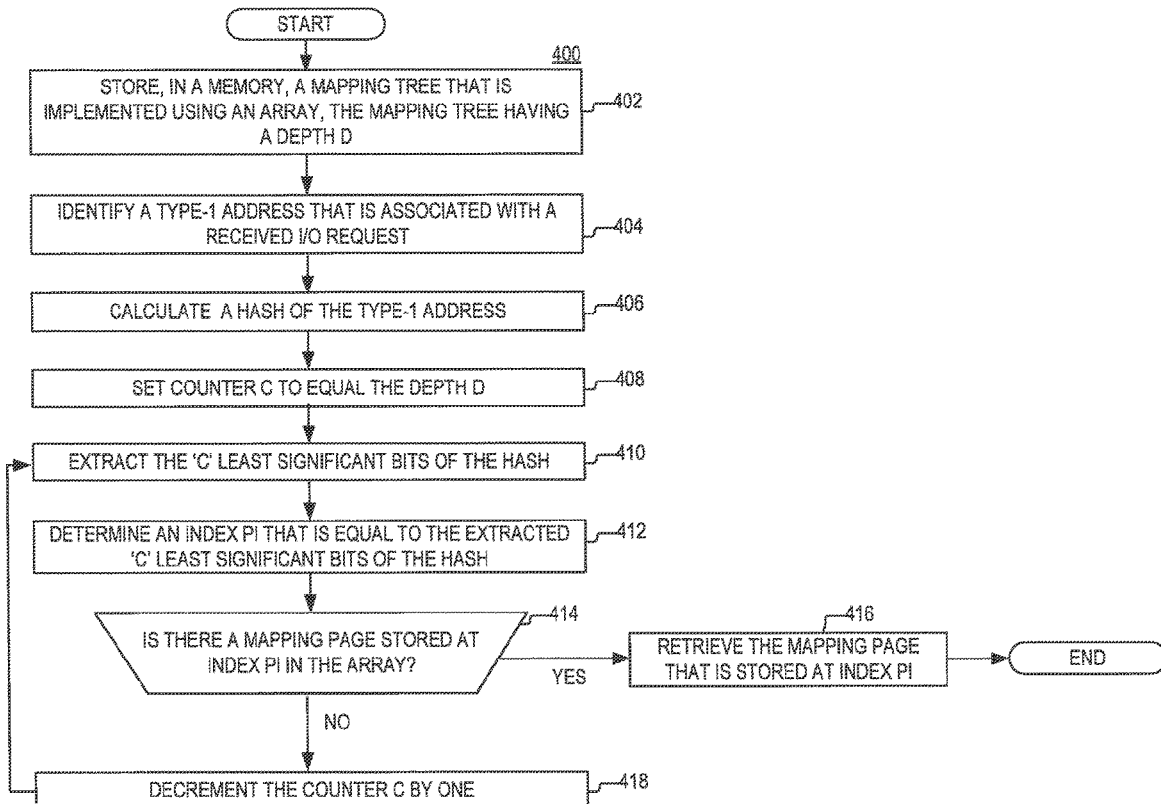 START
400
STORE, IN A MEMORY, A MAPPING TREE THAT IS
IMPLEMENTED USING AN ARRAY, THE MAPPING TREE HAVING
A DEPTH D
402
IDENTIFY A TYPE-1 ADDRESS THAT IS ASSOCIATED WITH A
RECEIVED I/O REQUEST
404
CALCULATE A HASH OF THE TYPE-1 ADDRESS
406
SET COUNTER C TO EQUAL THE DEPTH D
408
EXTRACT THE 'C' LEAST SIGNIFICANT BITS OF THE HASH
410
DETERMINE AN INDEX PI THAT IS EQUAL TO THE EXTRACTED
'C' LEAST SIGNIFICANT BITS OF THE HASH
412
IS THERE A MAPPING PAGE STORED AT
INDEX PI IN THE ARRAY?
414
YES
416
RETRIEVE THE MAPPING PAGE
THAT IS STORED AT INDEX PI
END
NO
DECREMENT THE COUNTER C BY ONE
418